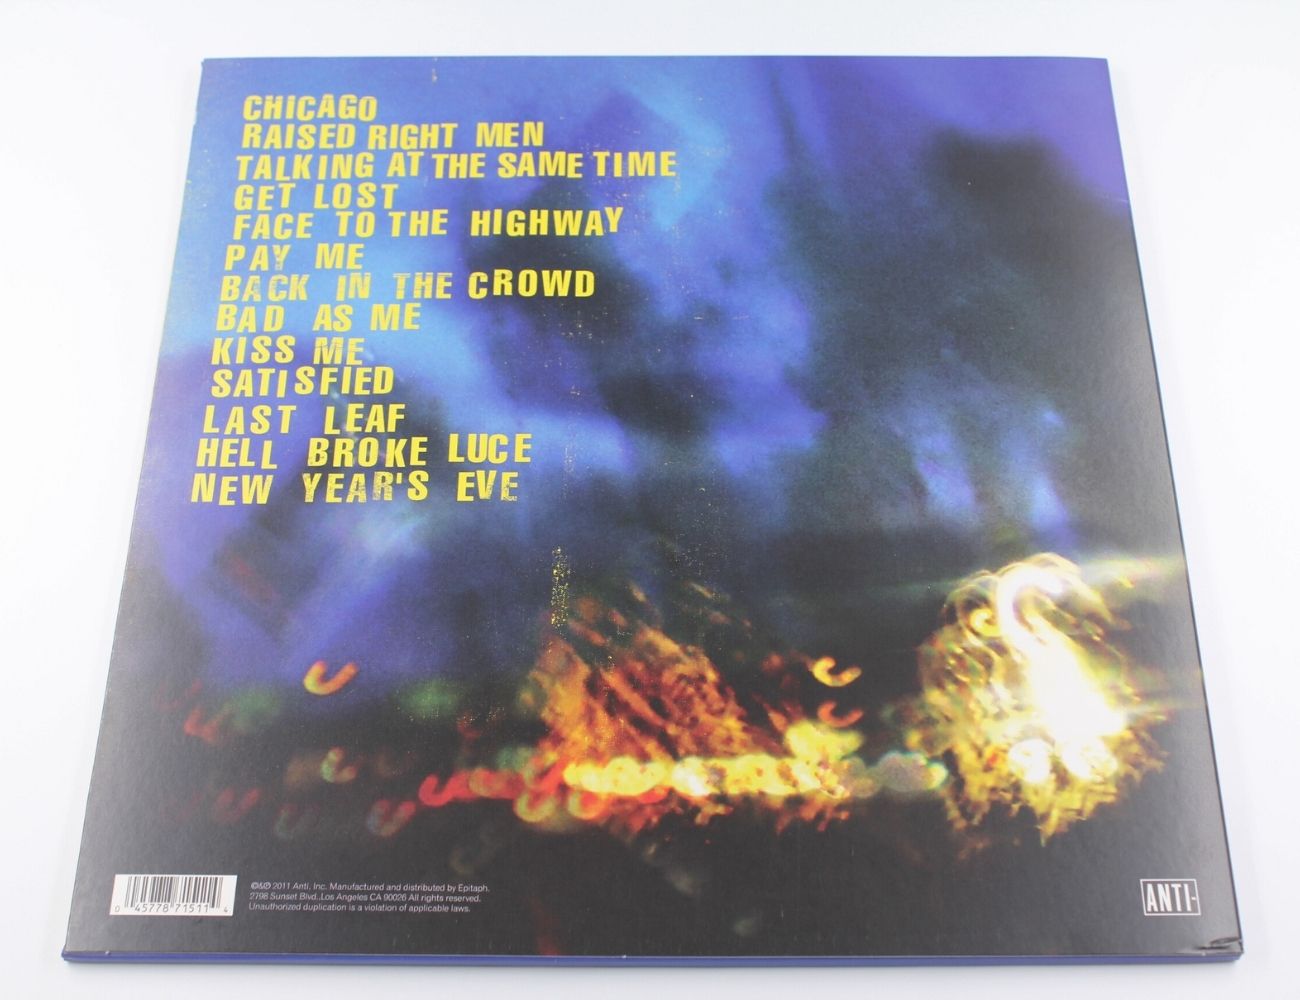 CHICAGO
RAISED RIGHT MEN
TALKING AT THE SAME TIME
GET LOST
FACE TO THE HIGHWAY
PAY ME
BACK IN THE CROWD
BAD AS ME
KISS ME
SATISFIED
LAST LEAF
HELL BROKE LUCE
NEW YEAR'S EVE
0 45778 71511 4
©&℗ 2011 Anti, Inc. Manufactured and distributed by Epitaph.
2798 Sunset Blvd., Los Angeles CA 90026 All rights reserved.
Unauthorized duplication is a violation of applicable laws.
ANTI-